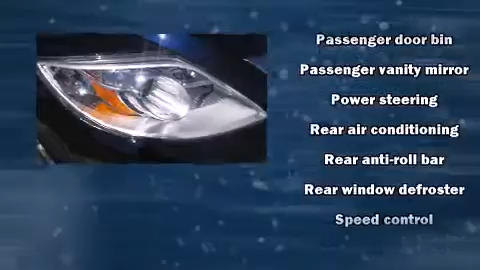 Passenger door bin
Passenger vanity mirror
Power steering
Rear air conditioning
Rear anti-roll bar
Rear window defroster
Speed control